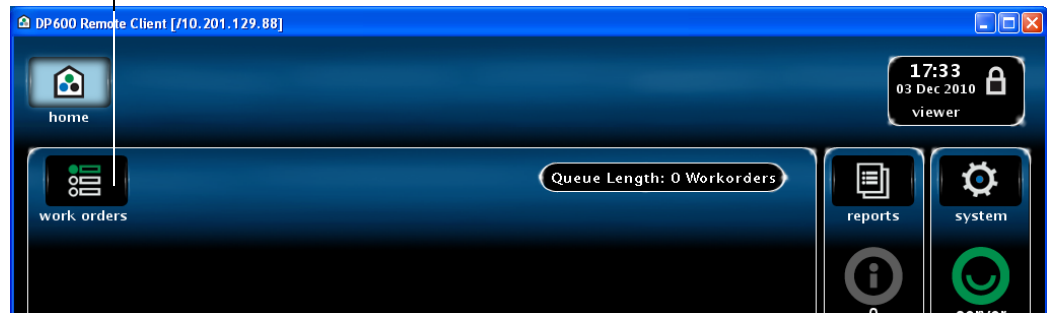 DP600 Remote Client [/10.201.129.88]
home
17:33
03 Dec 2010
viewer
work orders
Queue Length: 0 Workorders
reports
system
server